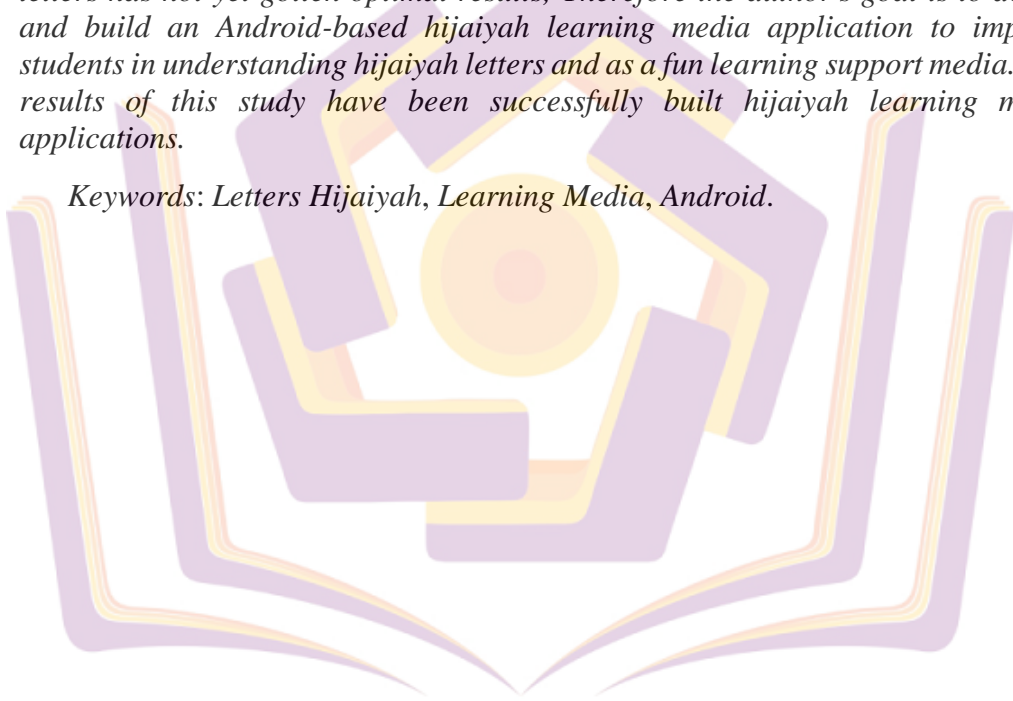 letters has not yet gotten optimal results, Therefore the author's goal is to
and build an Android-based hijaiyah learning media application to
students in understanding hijaiyah letters and as a fun learning support media.
results of this study have been successfully built hijaiyah learning
applications.
Keywords: Letters Hijaiyah, Learning Media, Android.